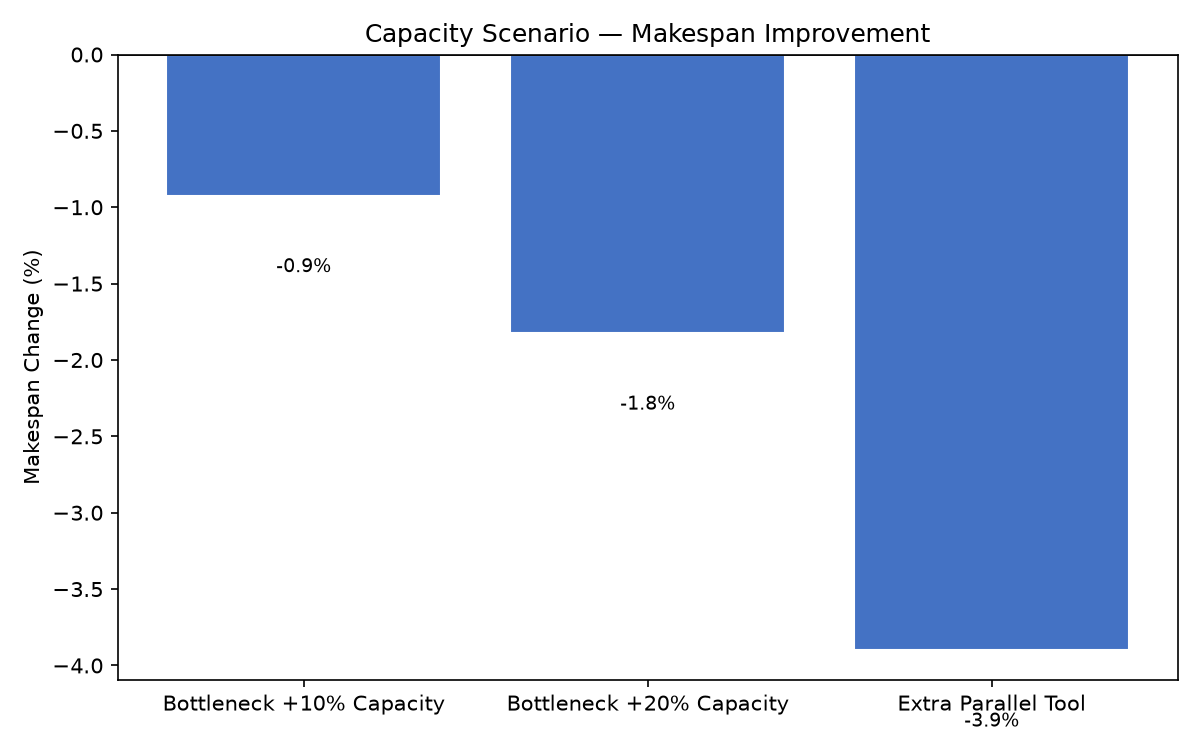 Capacity Scenario — Makespan Improvement
Makespan Change (%)
0.0
−0.5
−1.0
−1.5
−2.0
−2.5
−3.0
−3.5
−4.0
-0.9%
-1.8%
Bottleneck +10% Capacity
Bottleneck +20% Capacity
Extra Parallel Tool
-3.9%